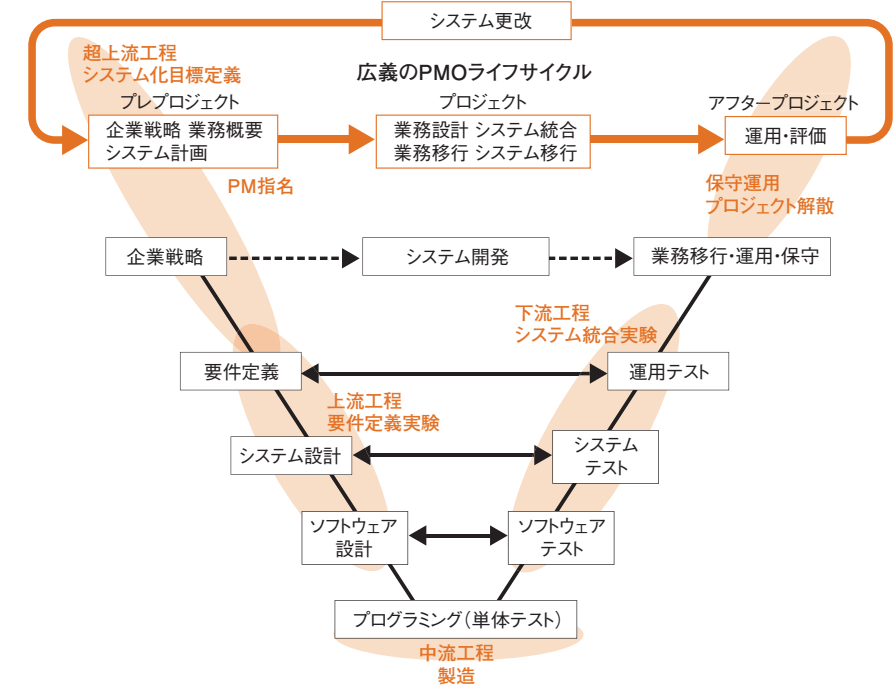 システム更改
超上流工程
システム化目標定義
広義のPMOライフサイクル
プレプロジェクト
プロジェクト
アフタープロジェクト
企業戦略 業務概要
システム計画
業務設計 システム統合
業務移行 システム移行
運用・評価
PM指名
保守運用
プロジェクト解散
企業戦略
システム開発
業務移行・運用・保守
下流工程
システム統合実験
要件定義
運用テスト
上流工程
要件定義実験
システム設計
システム
テスト
ソフトウェア
設計
ソフトウェア
テスト
プログラミング（単体テスト）
中流工程
製造